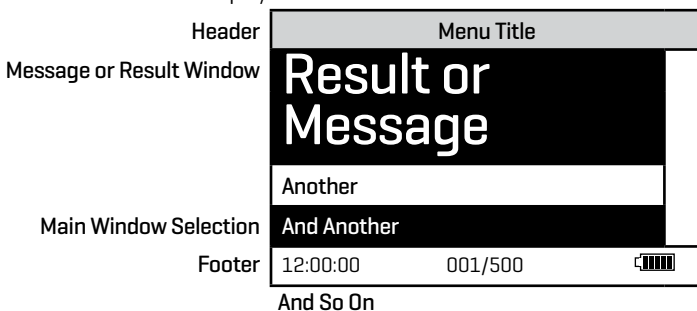 Header
Menu Title
Message or Result Window
Result or
Message
Another
Main Window Selection
And Another
Footer
12:00:00
001/500
And So On